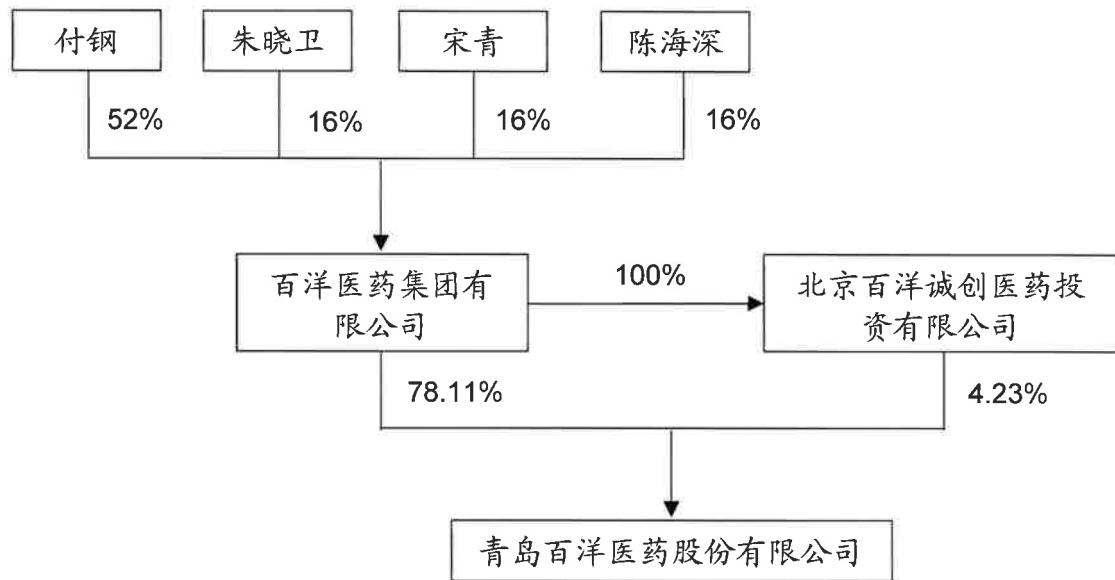 付钢
朱晓卫
宋青
陈海深
52%
16%
16%
16%
百洋医药集团有
限公司
100%
北京百洋诚创医药投
资有限公司
78.11%
4.23%
青岛百洋医药股份有限公司